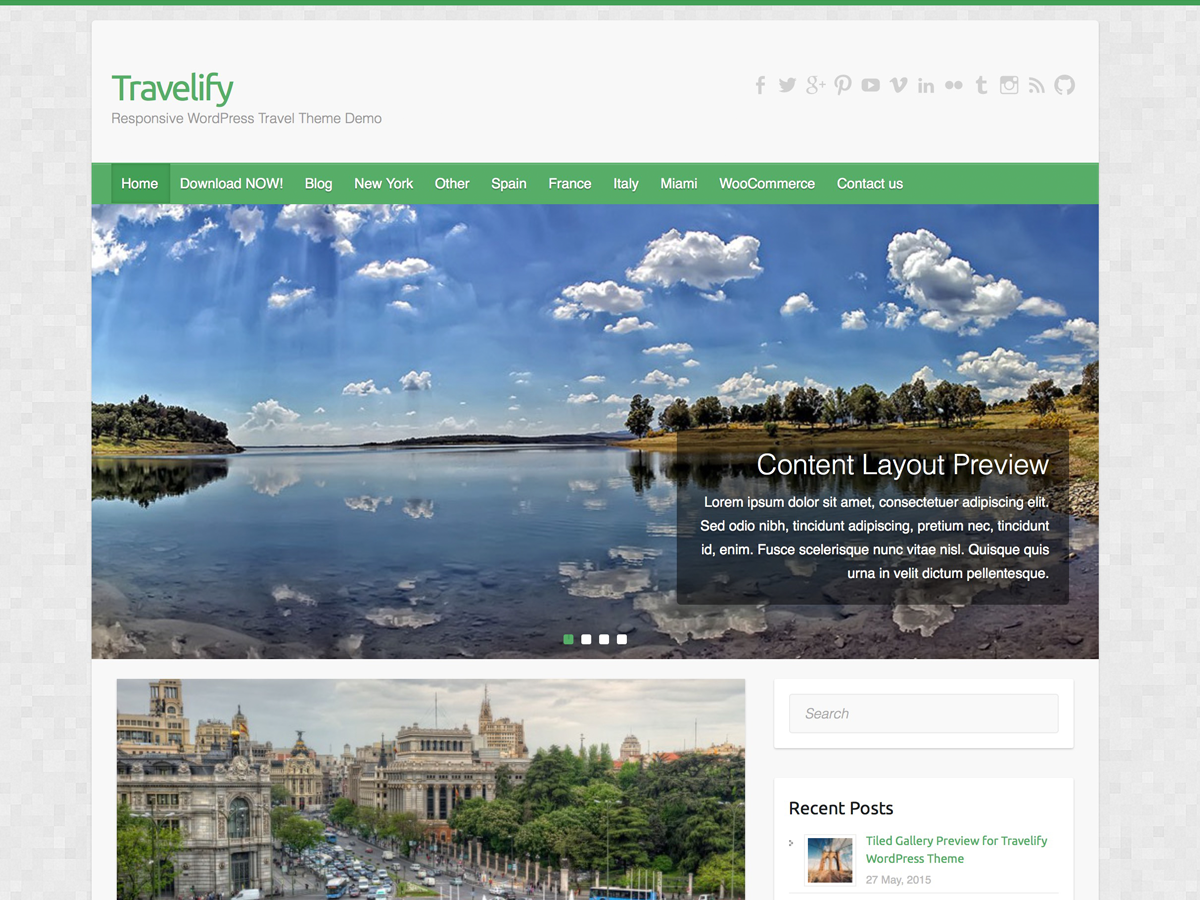 Travelify
Responsive WordPress Travel Theme Demo
Home Download NOW! Blog New York Other Spain France Italy Miami WooCommerce Contact us
Content Layout Preview
Lorem ipsum dolor sit amet, consectetuer adipiscing elit.
Sed odio nibh, tincidunt adipiscing, pretium nec, tincidunt
id, enim. Fusce scelerisque nunc vitae nisl. Quisque quis
urna in velit dictum pellentesque.
Search
Recent Posts
Tiled Gallery Preview for Travelify
WordPress Theme
27 May, 2015